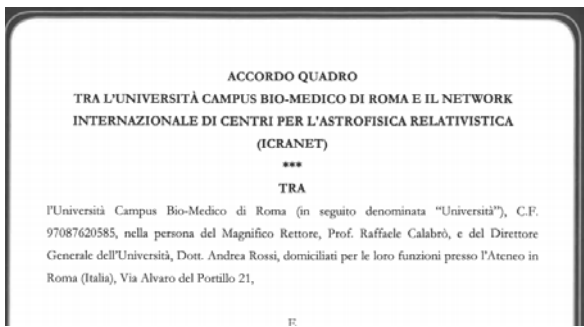 ACCORDO QUADRO
TRA L'UNIVERSITÀ CAMPUS BIO-MEDICO DI ROMA E IL NETWORK
INTERNAZIONALE DI CENTRI PER L'ASTROFISICA RELATIVISTICA
(ICRANET)
***
TRA
l'Università Campus Bio-Medico di Roma (in seguito denominata “Università”), C.F.
97087620585, nella persona del Magnifico Rettore, Prof. Raffaele Calabrò, e del Direttore
Generale dell'Università, Dott. Andrea Rossi, domiciliati per le loro funzioni presso l'Ateneo in
Roma (Italia), Via Alvaro del Portillo 21,
E